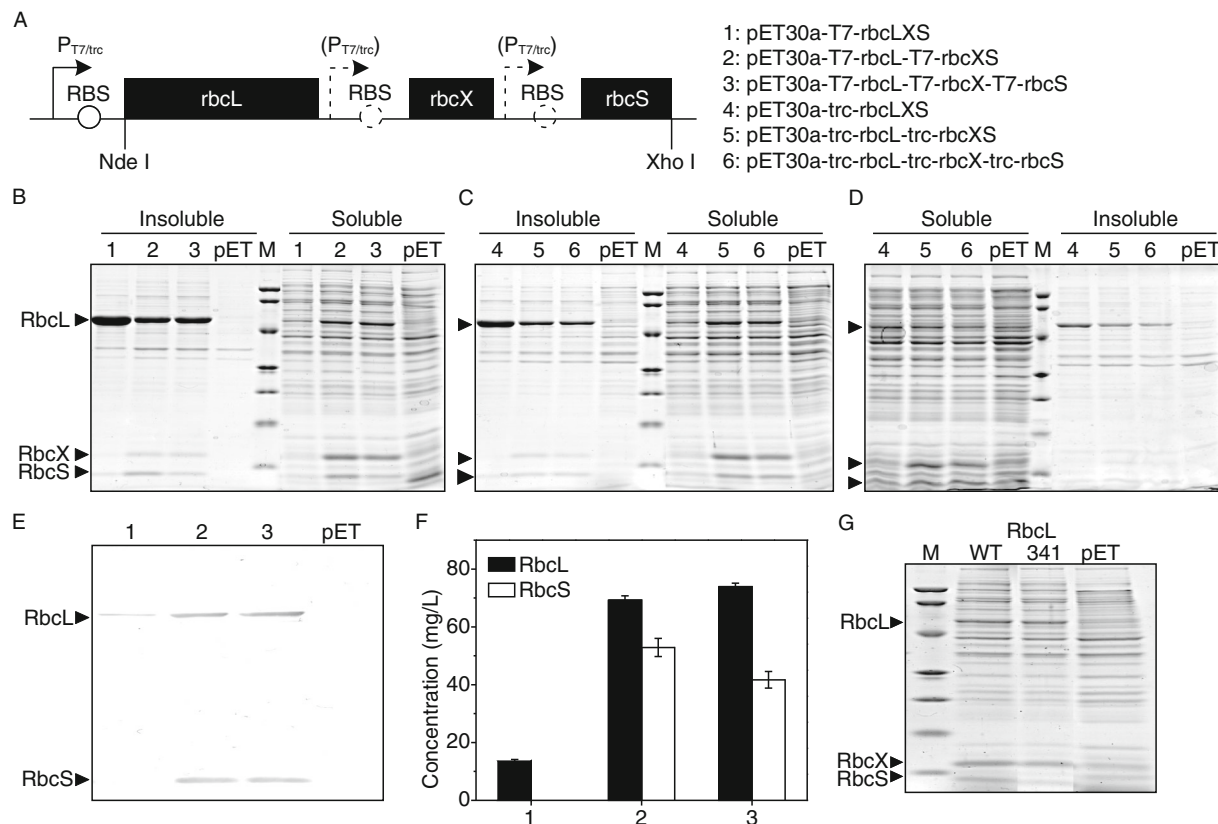 A
P T7/trc
(P T7/trc)
(P T7/trc)
RBS
RBS
RBS
rbcL
rbcX
rbcS
Nde I
Xho I
1: pET30a-T7-rbcLXS
2: pET30a-T7-rbcL-T7-rbcXS
3: pET30a-T7-rbcL-T7-rbcX-T7-rbcS
4: pET30a-trc-rbcLXS
5: pET30a-trc-rbcL-trc-rbcXS
6: pET30a-trc-rbcL-trc-rbcX-trc-rbcS
B
Insoluble
Soluble
1 2 3 pET M 1 2 3 pET
RbcL
RbcX
RbcS
C
Insoluble
Soluble
4 5 6 pET M 4 5 6 pET
D
Soluble
Insoluble
4 5 6 pET M 4 5 6 pET
E
1 2 3 pET
RbcL
RbcS
F
Concentration (mg/L)
80
60
40
20
0
RbcL
RbcS
1 2 3
G
RbcL
M WT 341 pET
RbcL
RbcX
RbcS